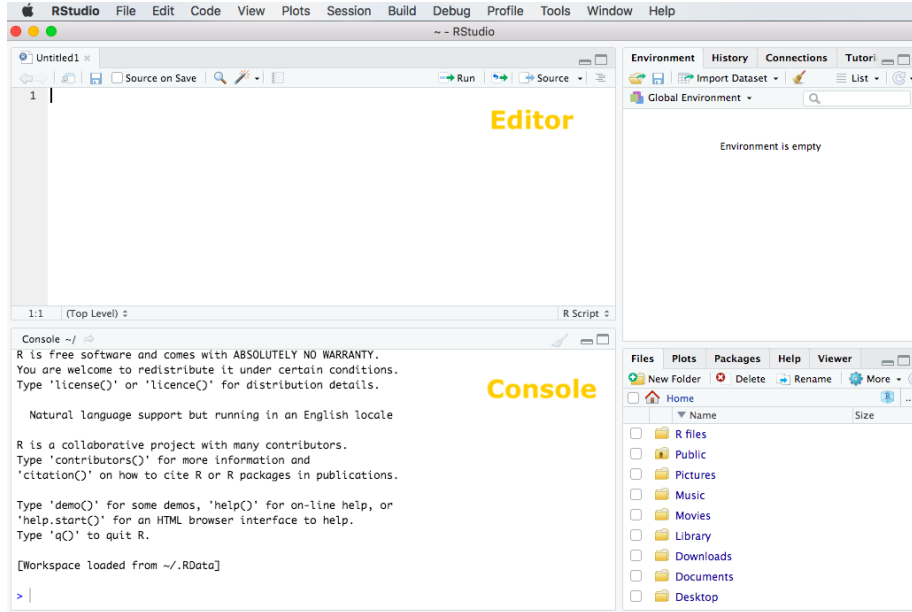 RStudio File Edit Code View Plots Session Build Debug Profile Tools Window Help
~ - RStudio
Untitled1
Source on Save Run Source
1
Editor
1:1 (Top Level) R Script
Console ~/
R is free software and comes with ABSOLUTELY NO WARRANTY.
You are welcome to redistribute it under certain conditions.
Type 'license()' or 'licence()' for distribution details.
Natural language support but running in an English locale
R is a collaborative project with many contributors.
Type 'contributors()' for more information and
'citation()' on how to cite R or R packages in publications.
Type 'demo()' for some demos, 'help()' for on-line help, or
'help.start()' for an HTML browser interface to help.
Type 'q()' to quit R.
[Workspace loaded from ~/.RData]
>
Console
Environment History Connections Tutori
Import Dataset List
Global Environment
Environment is empty
Files Plots Packages Help Viewer
New Folder Delete Rename More
Home R ..
Name Size
R files
Public
Pictures
Music
Movies
Library
Downloads
Documents
Desktop